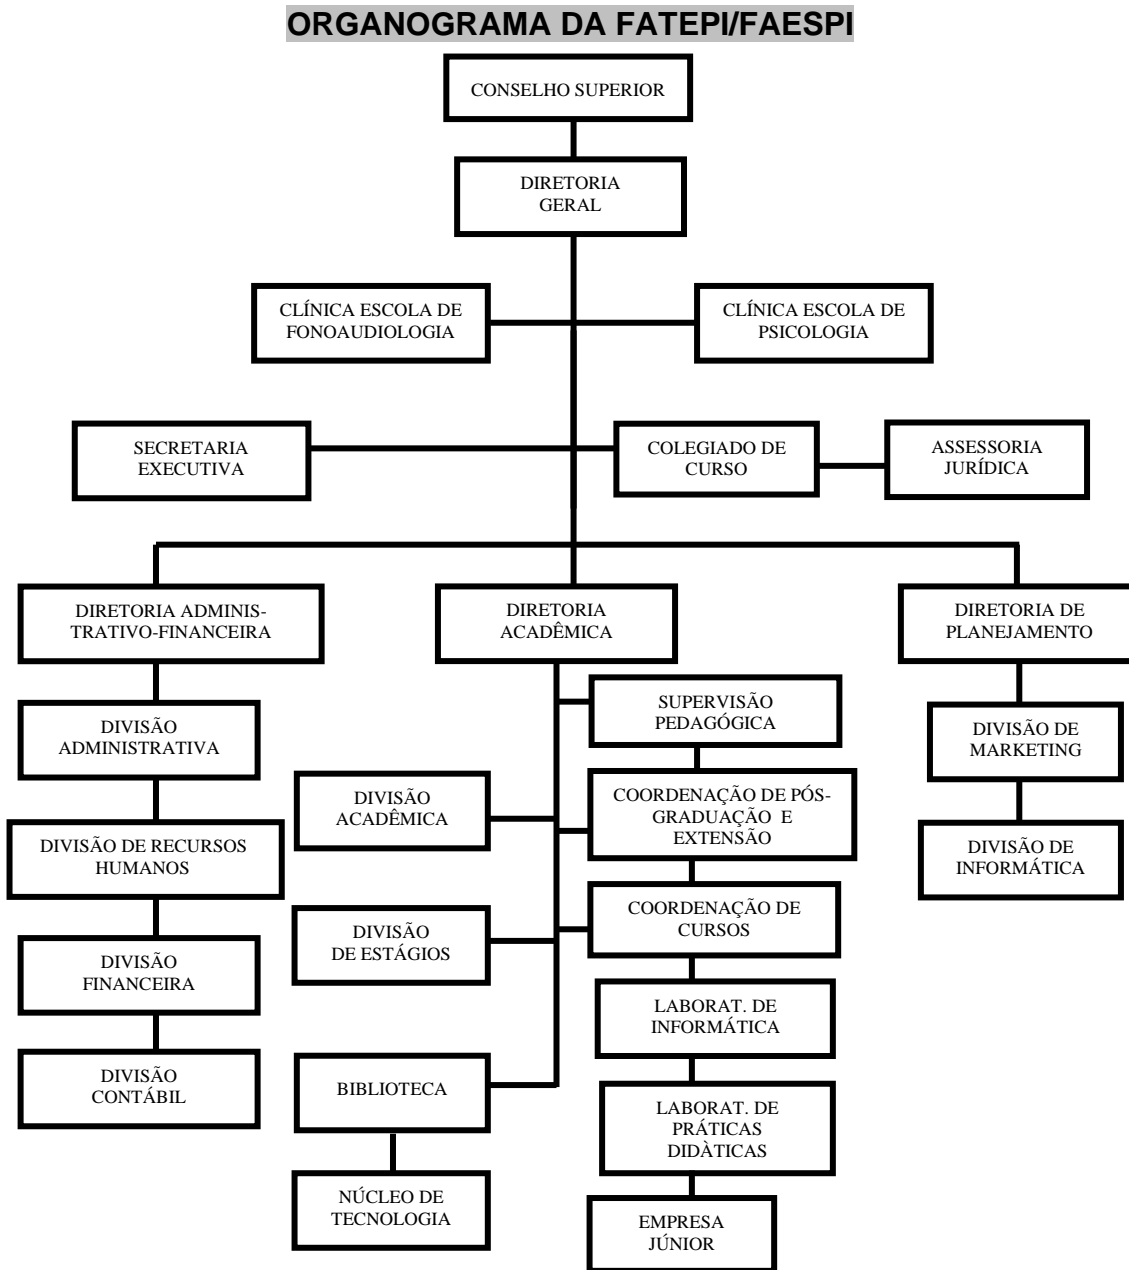 ORGANOGRAMA DA FATEPI/FAESPI
CONSELHO SUPERIOR
DIRETORIA
GERAL
CLÍNICA ESCOLA DE
FONOAUDIOLOGIA
CLÍNICA ESCOLA DE
PSICOLOGIA
SECRETARIA
EXECUTIVA
COLEGIADO DE
CURSO
ASSESSORIA
JURÍDICA
DIRETORIA ADMINIS-
TRATIVO-FINANCEIRA
DIRETORIA
ACADÊMICA
DIRETORIA DE
PLANEJAMENTO
DIVISÃO
ADMINISTRATIVA
DIVISÃO DE RECURSOS
HUMANOS
DIVISÃO
FINANCEIRA
DIVISÃO
CONTÁBIL
DIVISÃO
ACADÊMICA
DIVISÃO
DE ESTÁGIOS
BIBLIOTECA
NÚCLEO DE
TECNOLOGIA
SUPERVISÃO
PEDAGÓGICA
COORDENAÇÃO DE PÓS-
GRADUAÇÃO E
EXTENSÃO
COORDENAÇÃO DE
CURSOS
LABORAT. DE
INFORMÁTICA
LABORAT. DE
PRÁTICAS
DIDÀTICAS
EMPRESA
JÚNIOR
DIVISÃO DE
MARKETING
DIVISÃO DE
INFORMÁTICA